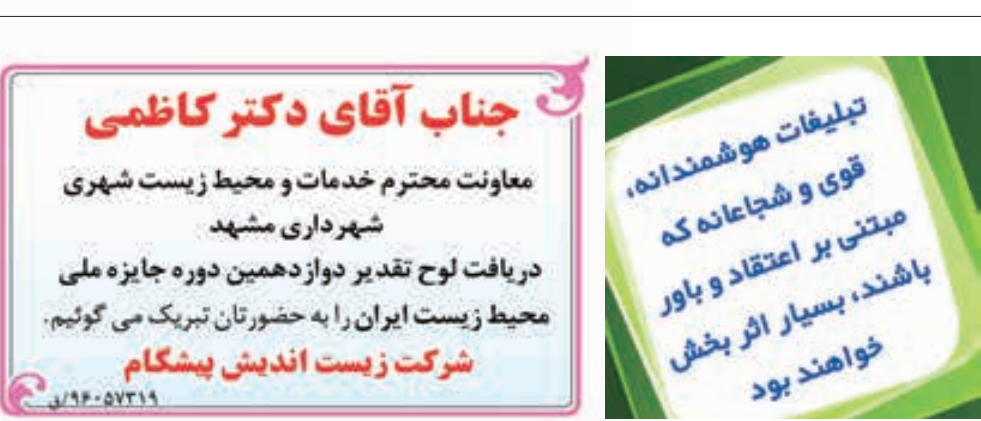 تبلیغات هوشمندانه،
قوی و شجاعانه که
مبتنی بر اعتقاد و باور
باشند، بسیار اثر بخش
خواهند بود
جناب آقای دکتر کاظمی
معاونت محترم خدمات و محیط زیست شهری
شهرداری مشهد
دریافت لوح تقدیر دوازدهمین دوره جایزه ملی
محیط زیست ایران را به حضورتان تبریک می گوئیم.
شرکت زیست اندیش پیشگام
۹۶۰۵۷۳۱۹/ق